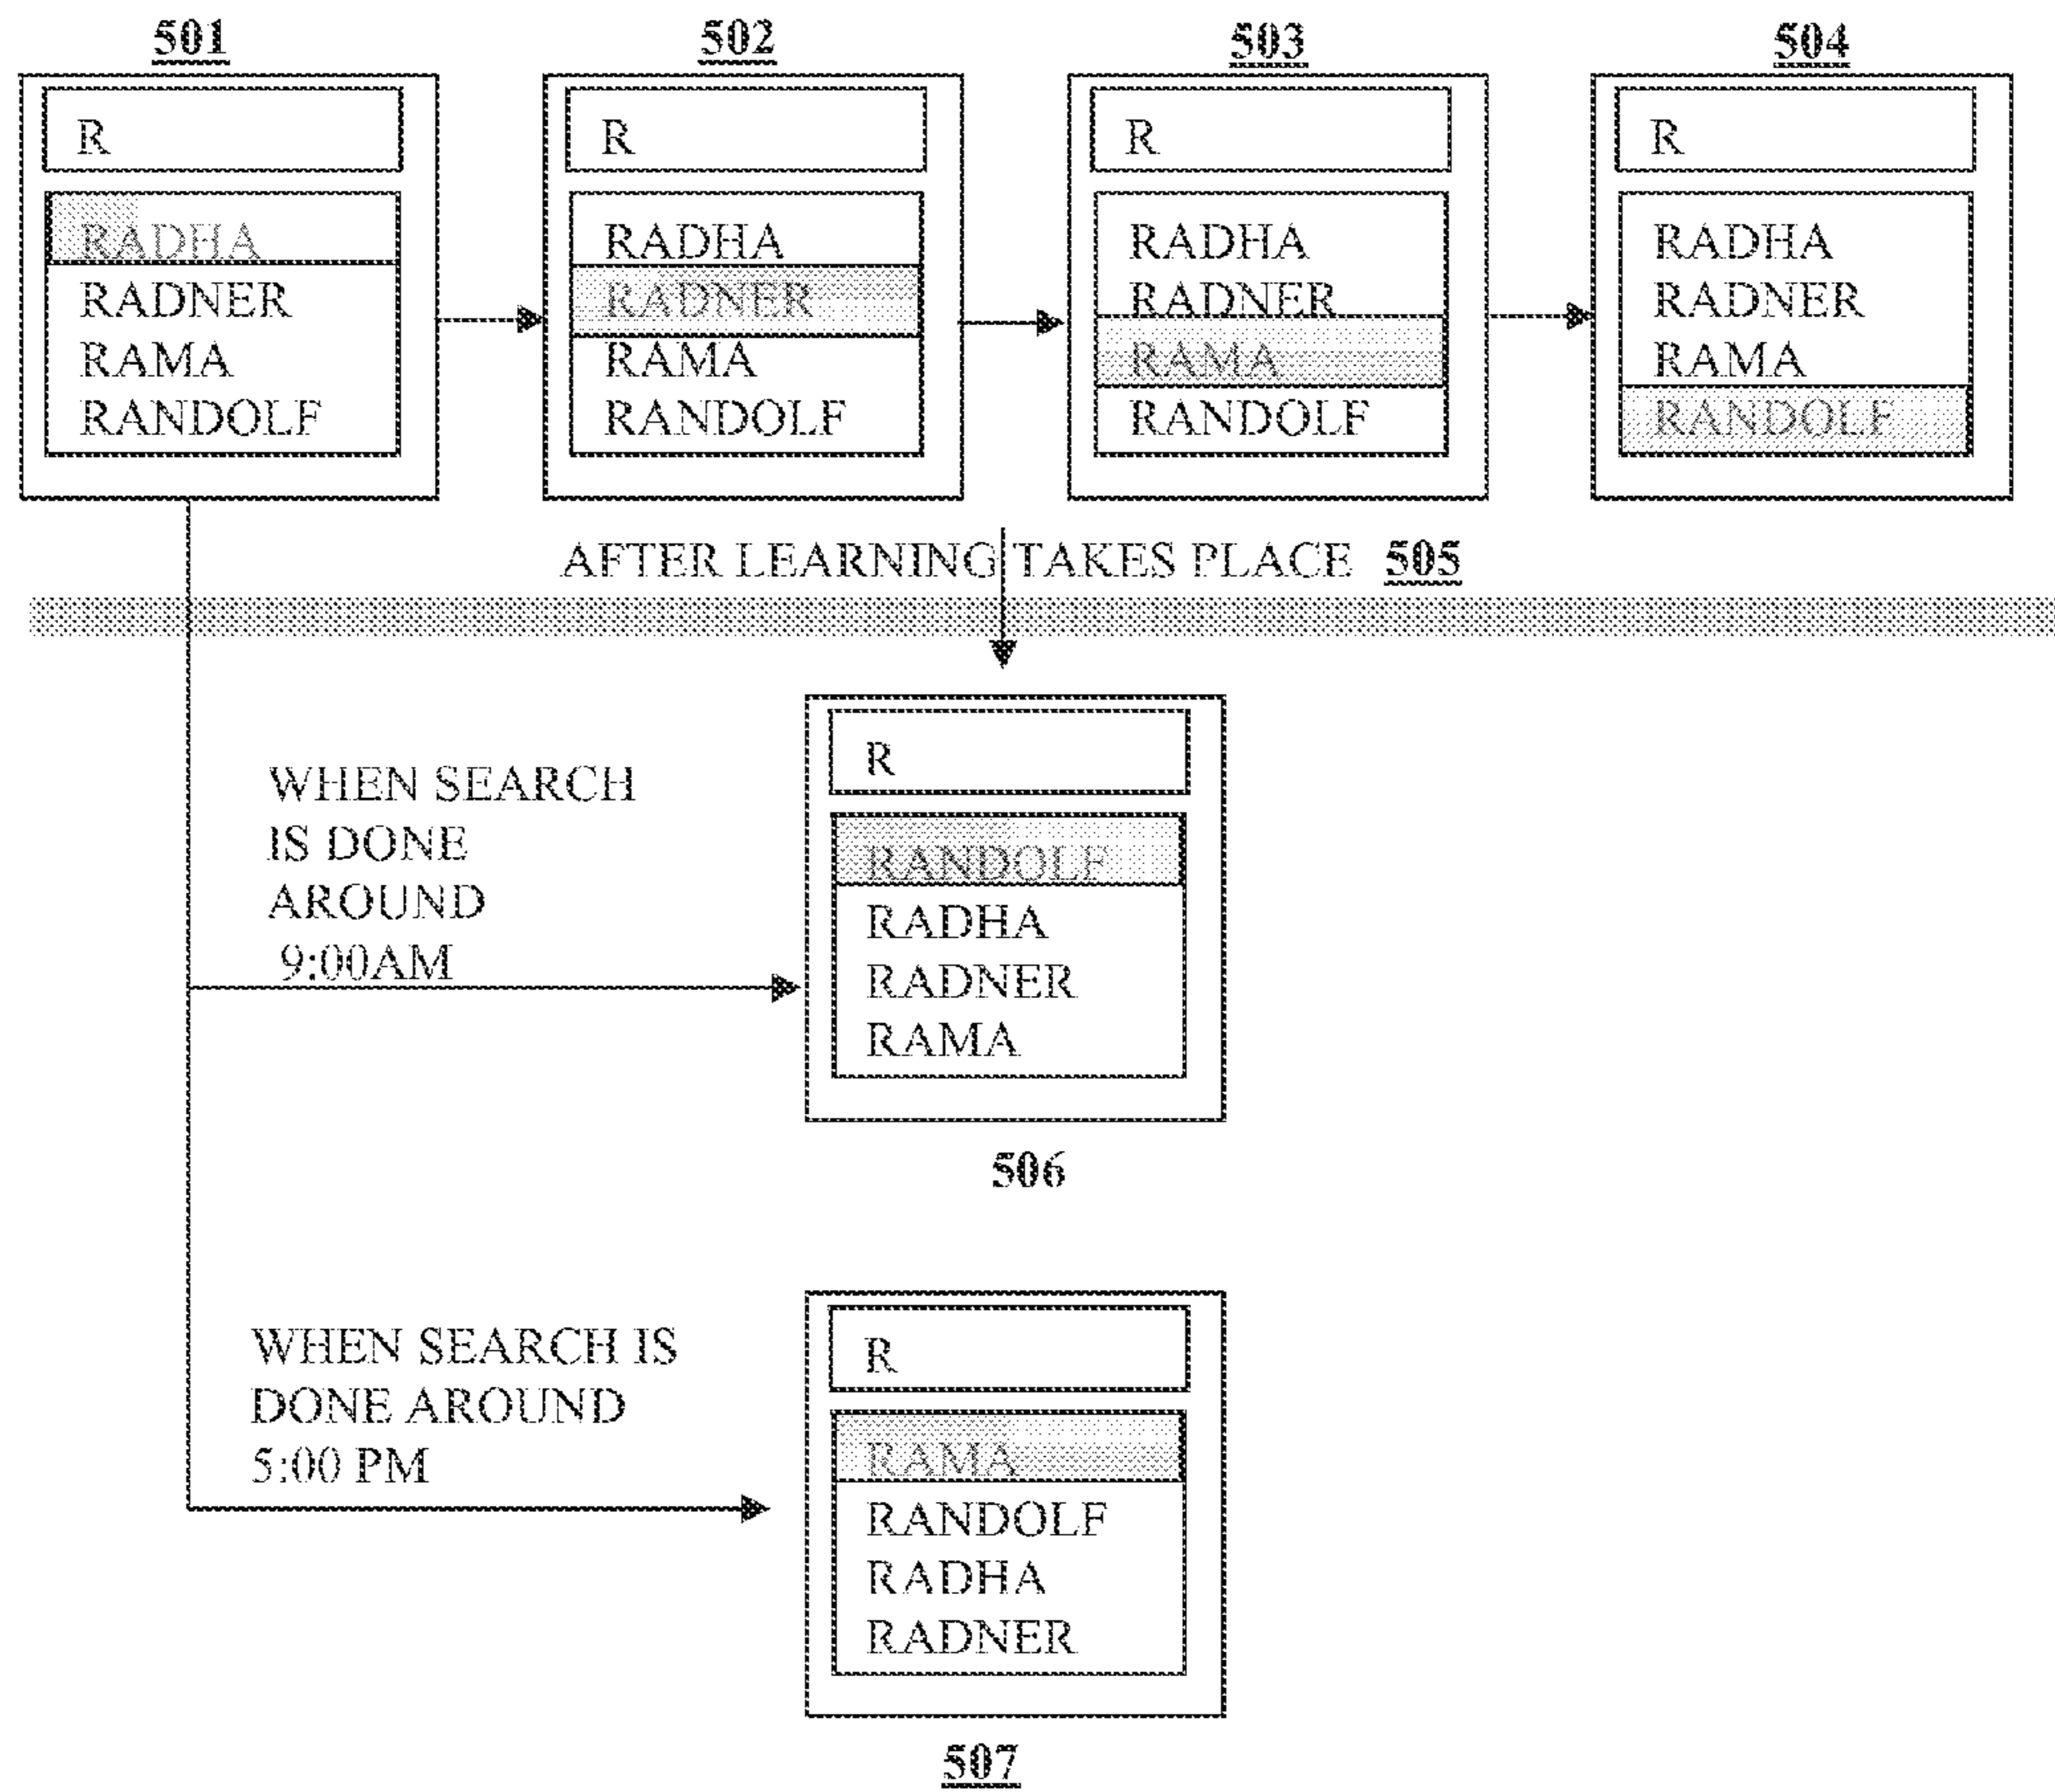 501
R
RADHA
RADNER
RAMA
RANDOLF
502
R
RADHA
RADNER
RAMA
RANDOLF
503
R
RADHA
RADNER
RAMA
RANDOLF
504
R
RADHA
RADNER
RAMA
RANDOLF
AFTER LEARNING TAKES PLACE 505
WHEN SEARCH
IS DONE
AROUND
9:00AM
R
RANDOLF
RADHA
RADNER
RAMA
506
WHEN SEARCH IS
DONE AROUND
5:00 PM
R
RAMA
RANDOLF
RADHA
RADNER
507